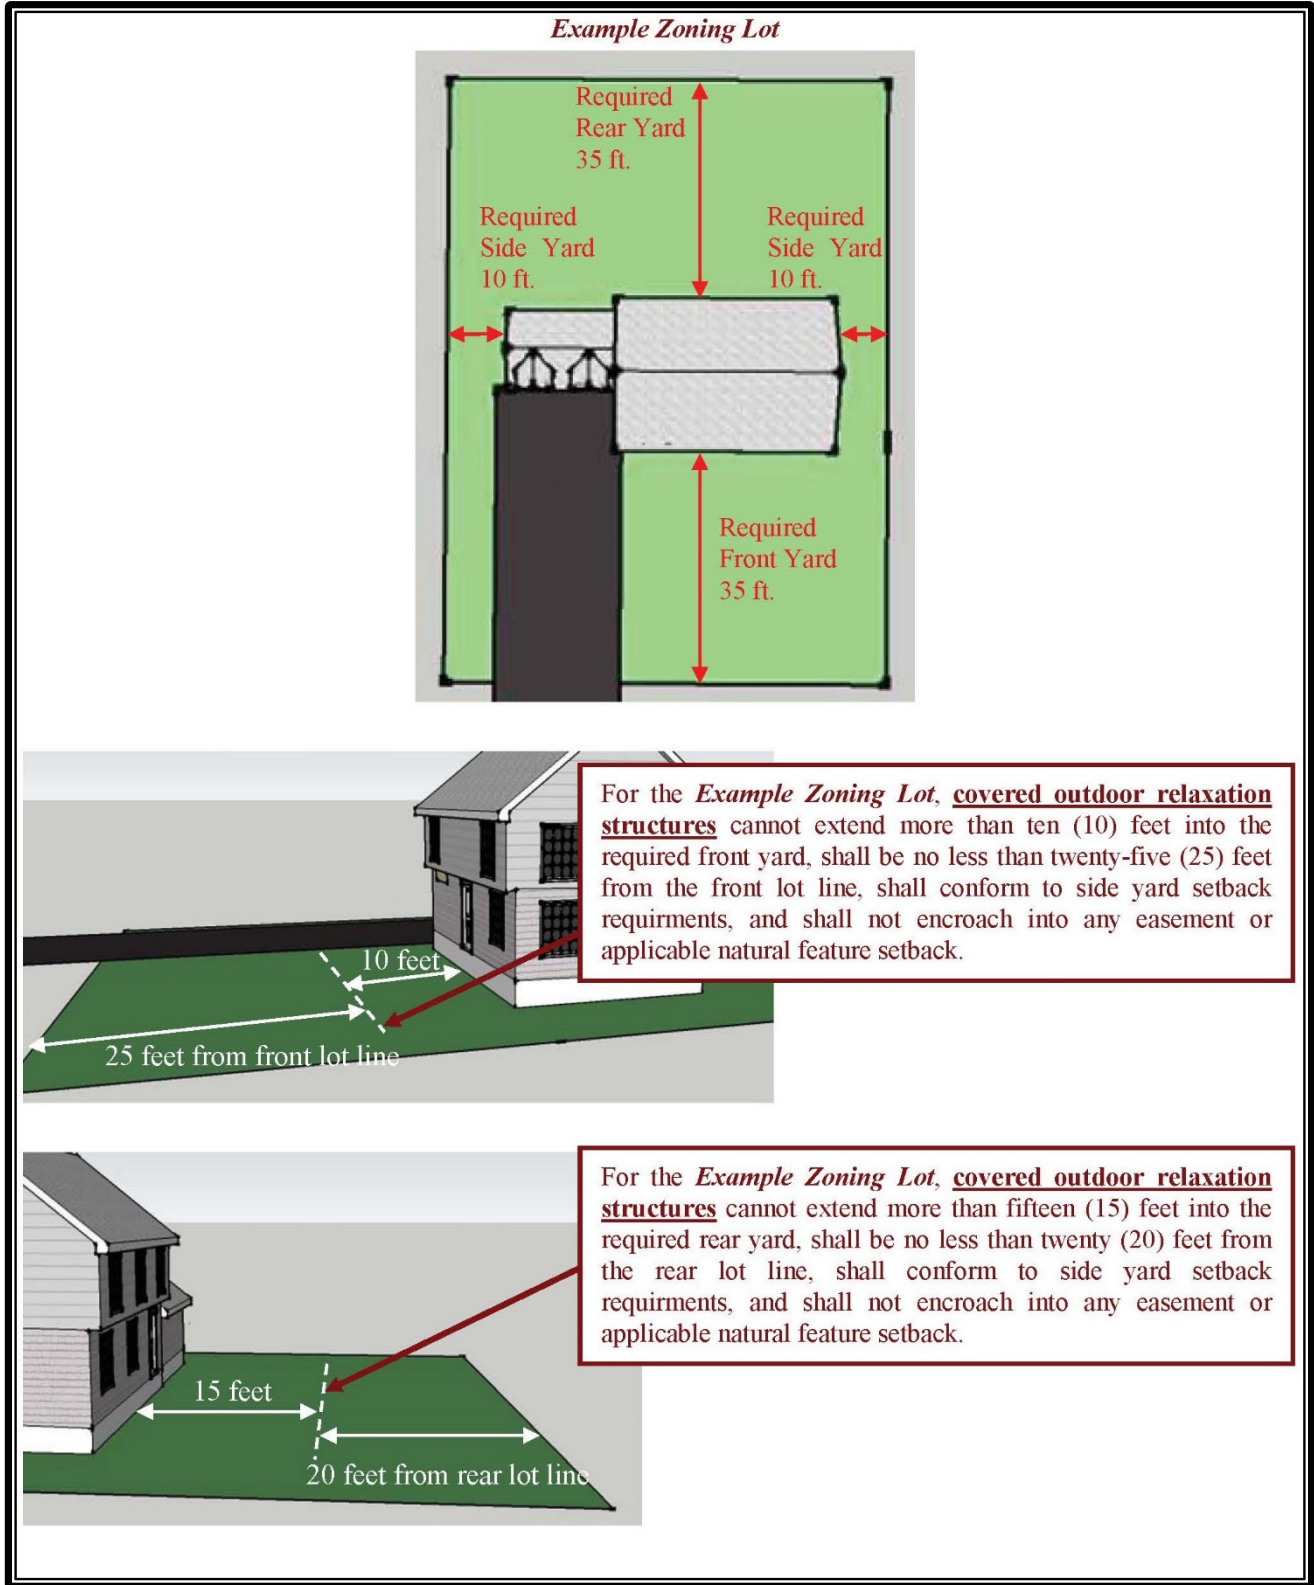 Example Zoning Lot
Required
Rear Yard
35 ft.
Required
Side Yard
10 ft.
Required
Side Yard
10 ft.
Required
Front Yard
35 ft.
For the Example Zoning Lot, covered outdoor relaxation
structures cannot extend more than ten (10) feet into the
required front yard, shall be no less than twenty-five (25) feet
from the front lot line, shall conform to side yard setback
requirments, and shall not encroach into any easement or
applicable natural feature setback.
10 feet
25 feet from front lot line
For the Example Zoning Lot, covered outdoor relaxation
structures cannot extend more than fifteen (15) feet into the
required rear yard, shall be no less than twenty (20) feet from
the rear lot line, shall conform to side yard setback
requirments, and shall not encroach into any easement or
applicable natural feature setback.
15 feet
20 feet from rear lot line